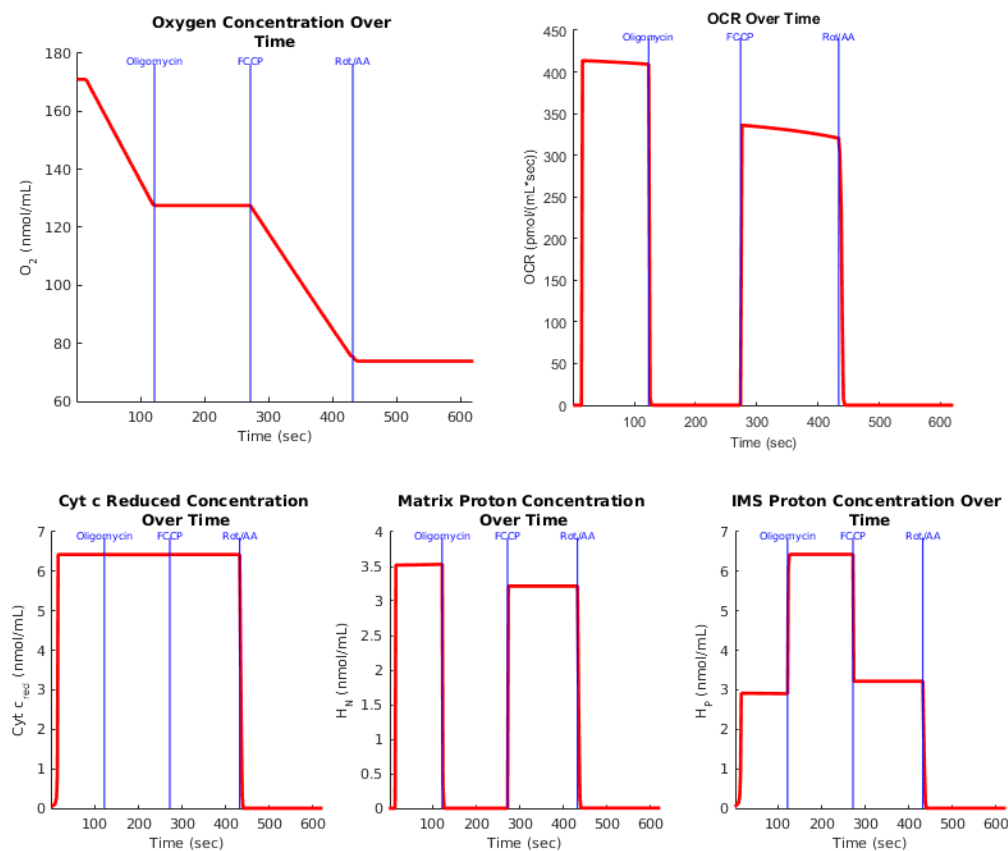 Oxygen Concentration Over
Time
Oligomycin
FCCP
Rot/AA
180
160
140
120
100
80
60
O2 (nmol/mL)
100
200
300
400
500
600
Time (sec)
OCR Over Time
Oligomycin
FCCP
Rot/AA
450
400
350
300
250
200
150
100
50
0
OCR (pmol/(mL*sec))
100
200
300
400
500
600
Time (sec)
Cyt c Reduced Concentration
Over Time
Oligomycin
FCCP
Rot/AA
7
6
5
4
3
2
1
0
Cyt c_red (nmol/mL)
100
200
300
400
500
600
Time (sec)
Matrix Proton Concentration
Over Time
Oligomycin
FCCP
Rot/AA
4
3.5
3
2.5
2
1.5
1
0.5
0
H_N (nmol/mL)
100
200
300
400
500
600
Time (sec)
IMS Proton Concentration Over
Time
Oligomycin
FCCP
Rot/AA
7
6
5
4
3
2
1
0
H_P (nmol/mL)
100
200
300
400
500
600
Time (sec)